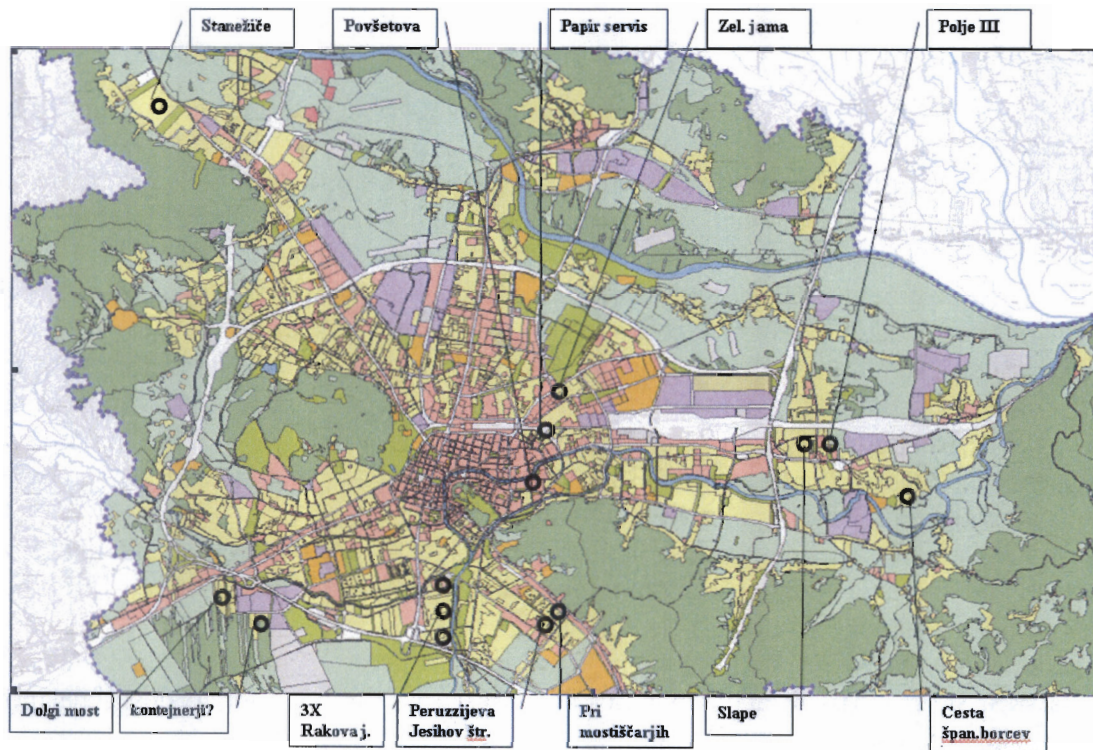 Stanežiče
Povšetova
Papir servis
Zel. jama
Polje III
Dolgi most
kontejnerji?
3X
Rakova j.
Peruzzijeva
Jesihov štr.
Pri
mostiščarjih
Slape
Cesta
špan.borcev